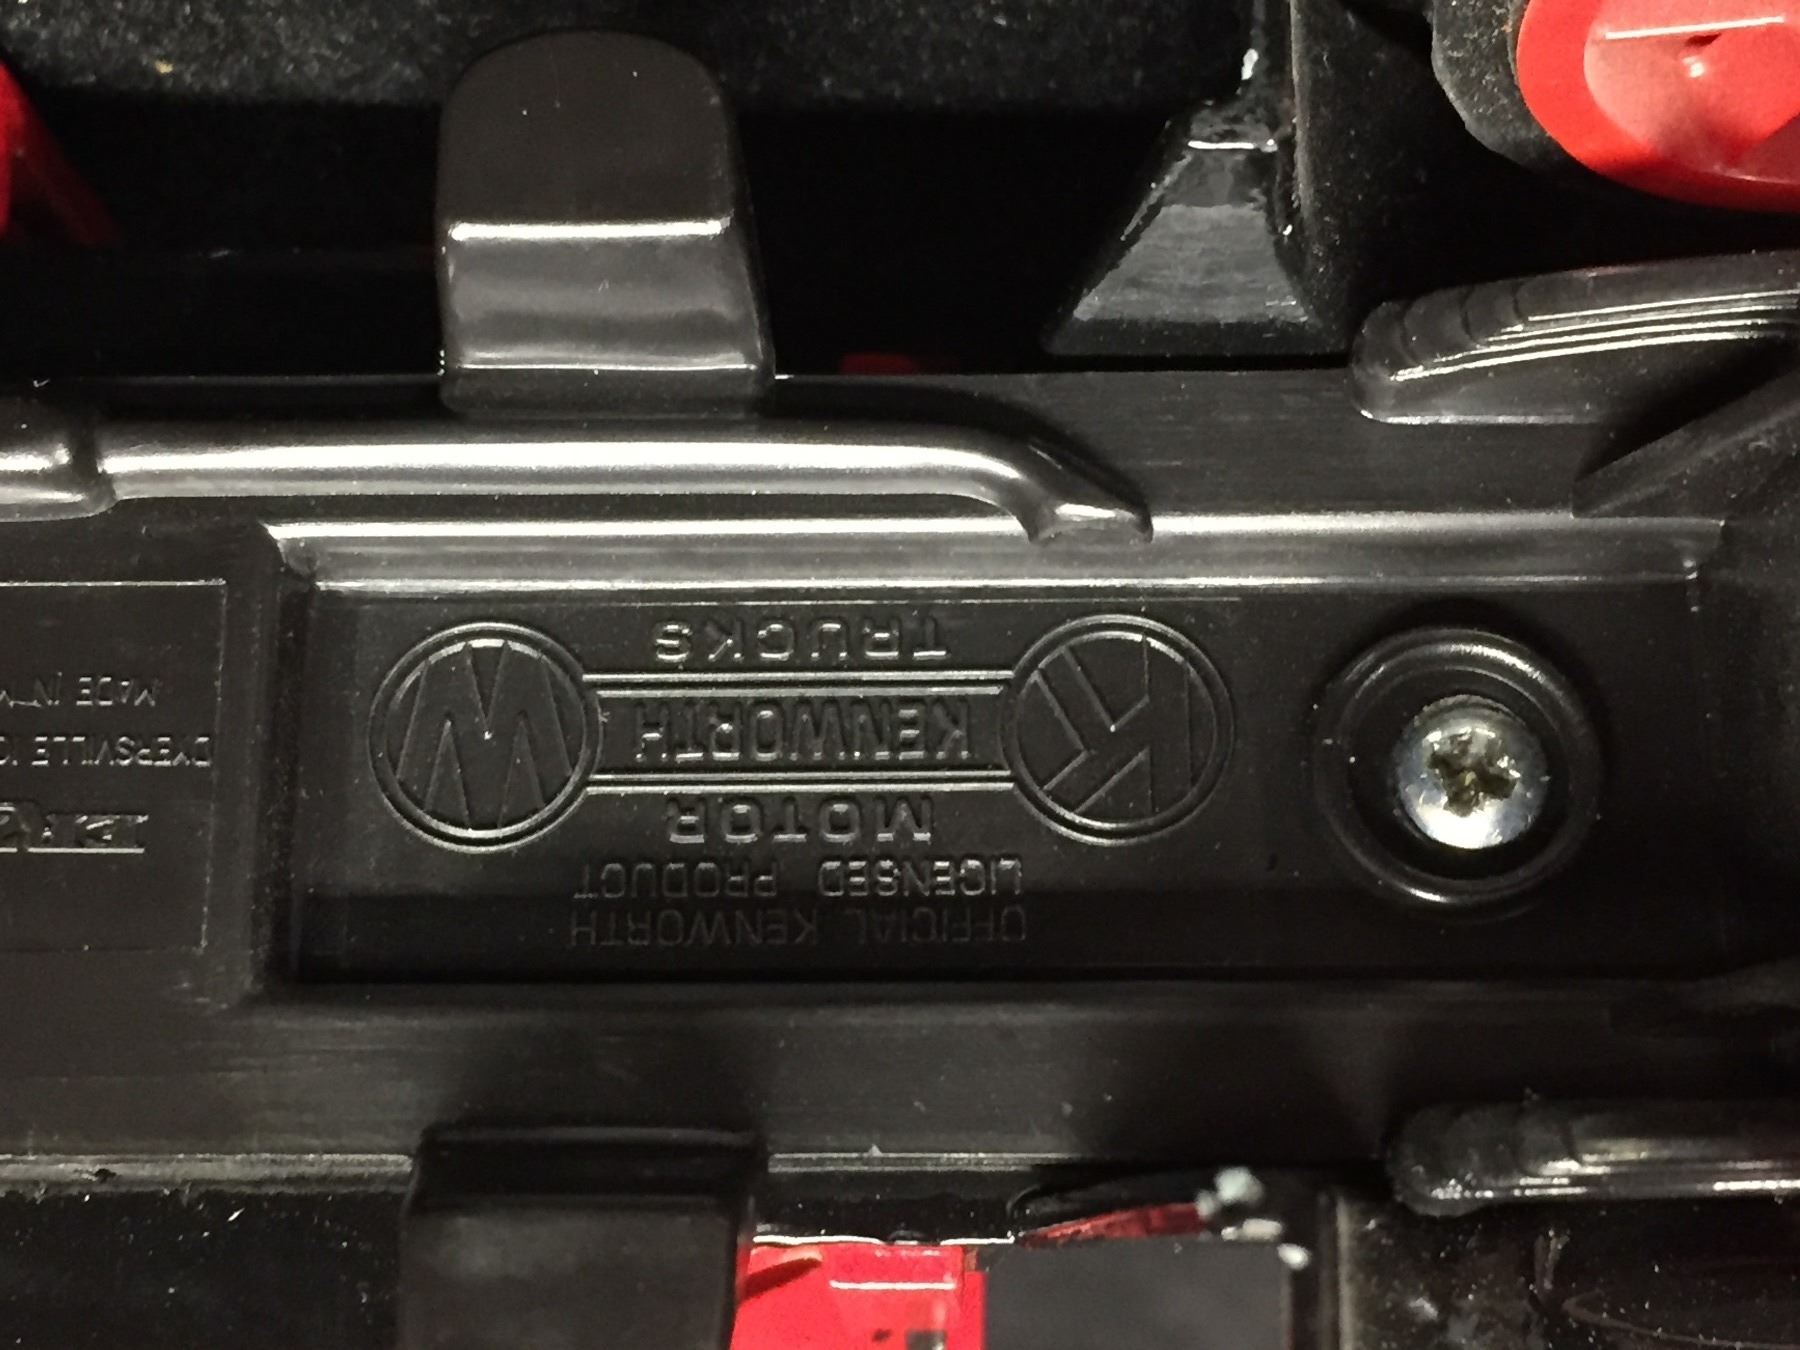 OFFICIAL KENWORTH
LICENSED PRODUCT
MOTOR
K KENWORTH W
TRUCKS
DYERSVILLE
MADE IN